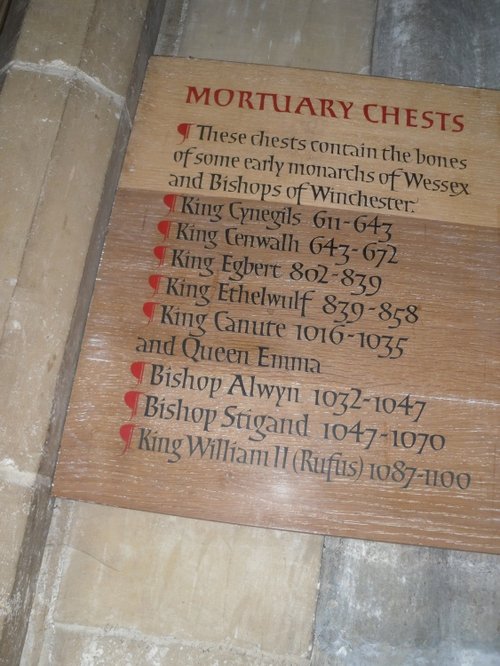 MORTUARY CHESTS
¶ These chests contain the bones
of some early monarchs of Wessex
and Bishops of Winchester.
¶ King Cynegils 611-643
¶ King Cenwalh 643-672
¶ King Egbert 802-839
¶ King Ethelwulf 839-858
¶ King Canute 1016-1035
and Queen Emma
¶ Bishop Alwyn 1032-1047
¶ Bishop Stigand 1047-1070
¶ King William II (Rufus) 1087-1100